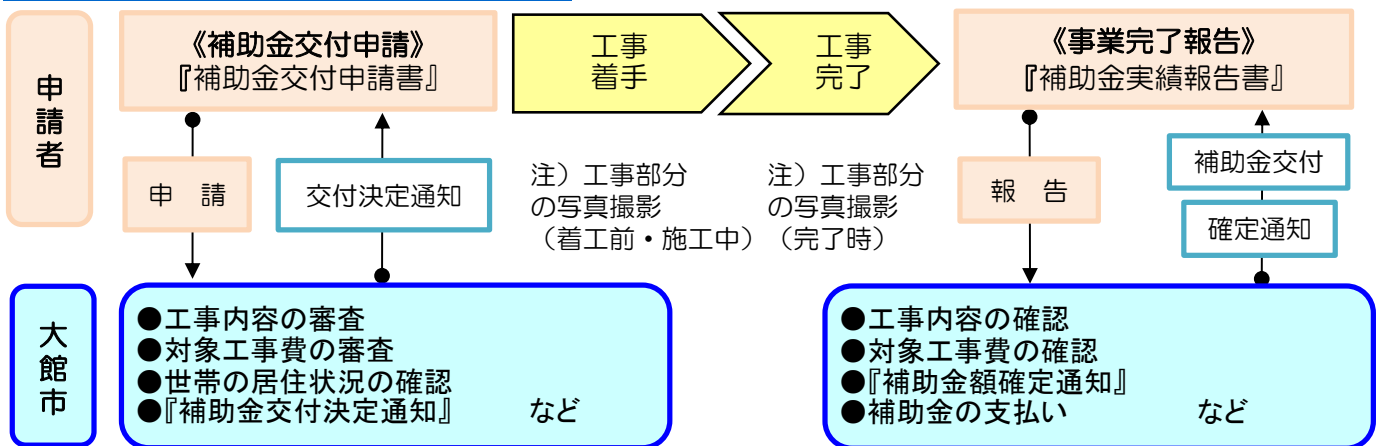 申請者
《補助金交付申請》
『補助金交付申請書』
工事
着手
工事
完了
《事業完了報告》
『補助金実績報告書』
申　請
交付決定通知
注）工事部分
の写真撮影
（着工前・施工中）
注）工事部分
の写真撮影
（完了時）
報　告
補助金交付
確定通知
大館市
●工事内容の審査
●対象工事費の審査
●世帯の居住状況の確認
●『補助金交付決定通知』　　　など
●工事内容の確認
●対象工事費の確認
●『補助金額確定通知』
●補助金の支払い　　　　　など